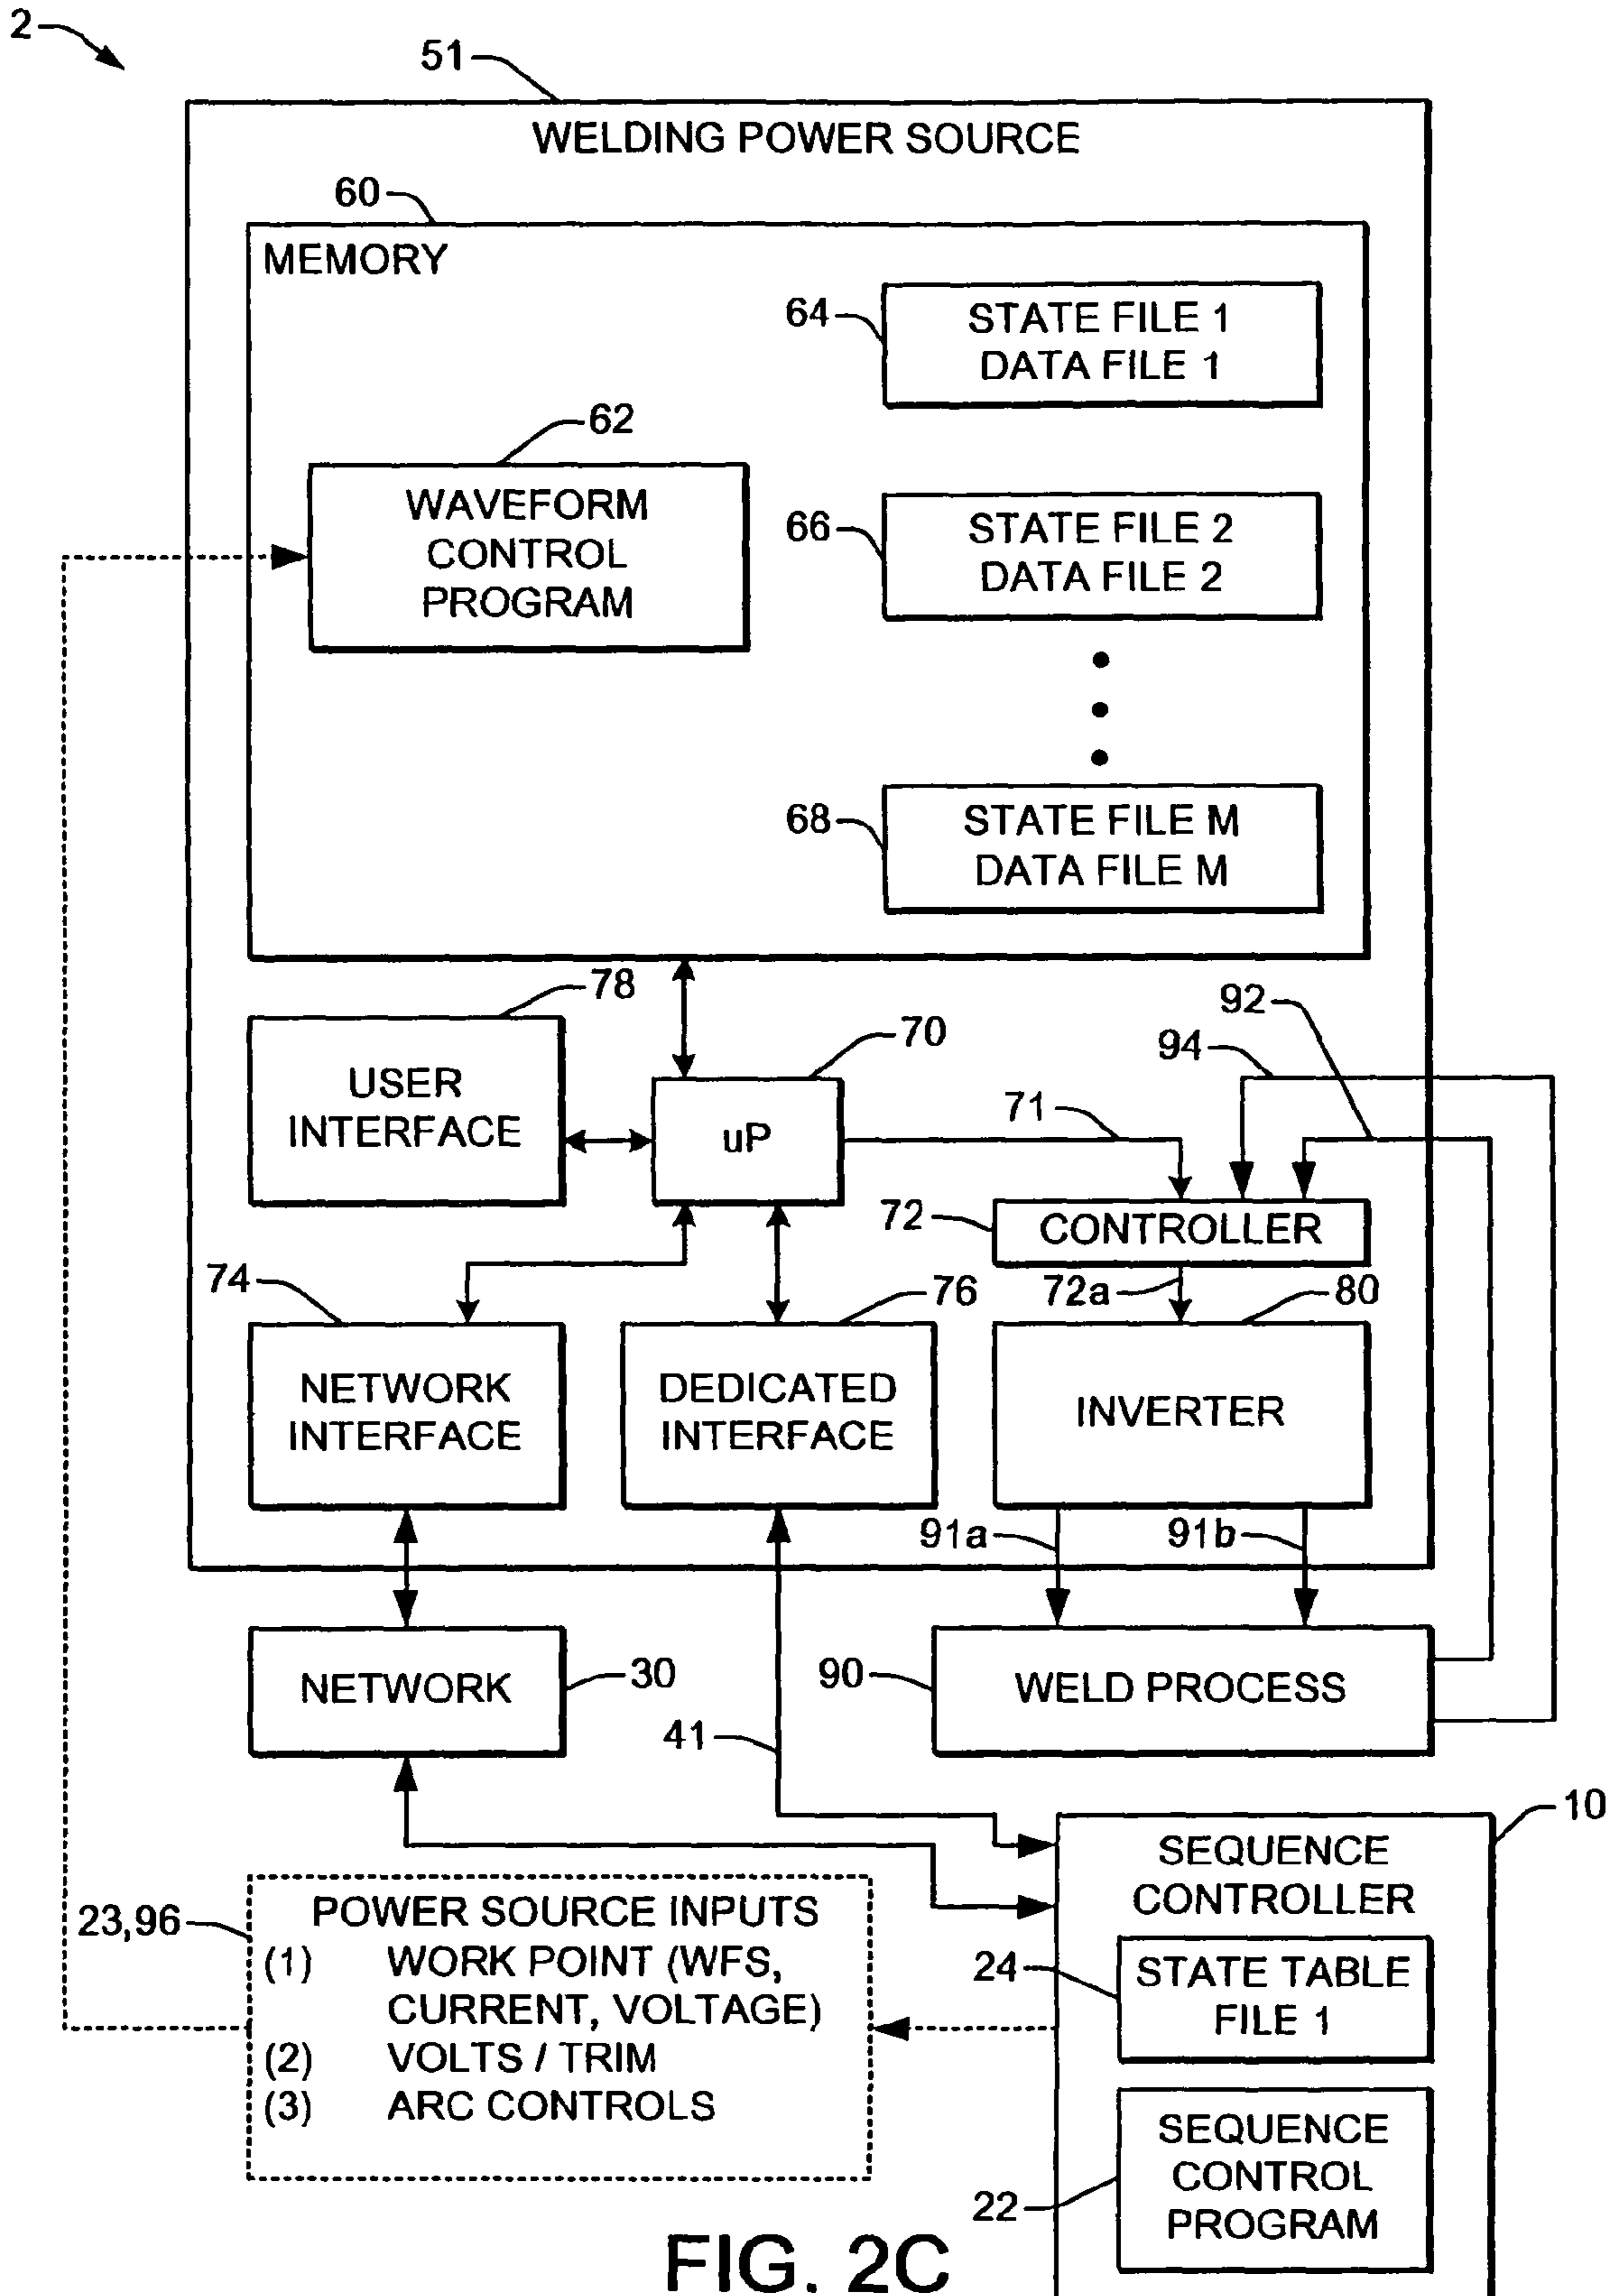 2
51
WELDING POWER SOURCE
60
MEMORY
64
STATE FILE 1
DATA FILE 1
62
WAVEFORM
CONTROL
PROGRAM
66
STATE FILE 2
DATA FILE 2
68
STATE FILE M
DATA FILE M
78
USER
INTERFACE
70
uP
71
92
94
72
CONTROLLER
72a
74
NETWORK
INTERFACE
76
DEDICATED
INTERFACE
80
INVERTER
91a
91b
NETWORK
30
90
WELD PROCESS
41
10
SEQUENCE
CONTROLLER
23,96
POWER SOURCE INPUTS
(1) WORK POINT (WFS,
CURRENT, VOLTAGE)
(2) VOLTS / TRIM
(3) ARC CONTROLS
24
STATE TABLE
FILE 1
22
SEQUENCE
CONTROL
PROGRAM
FIG. 2C